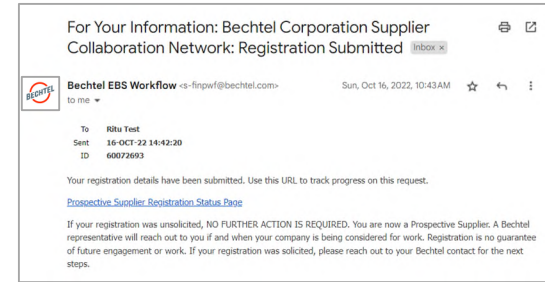 For Your Information: Bechtel Corporation Supplier
Collaboration Network: Registration Submitted Inbox ×
BECHTEL
Bechtel EBS Workflow <s-finpwf@bechtel.com> Sun, Oct 16, 2022, 10:43 AM
to me
To Ritu Test
Sent 16-OCT-22 14:42:20
ID 60072693
Your registration details have been submitted. Use this URL to track progress on this request.
Prospective Supplier Registration Status Page
If your registration was unsolicited, NO FURTHER ACTION IS REQUIRED. You are now a Prospective Supplier. A Bechtel
representative will reach out to you if and when your company is being considered for work. Registration is no guarantee
of future engagement or work. If your registration was solicited, please reach out to your Bechtel contact for the next
steps.